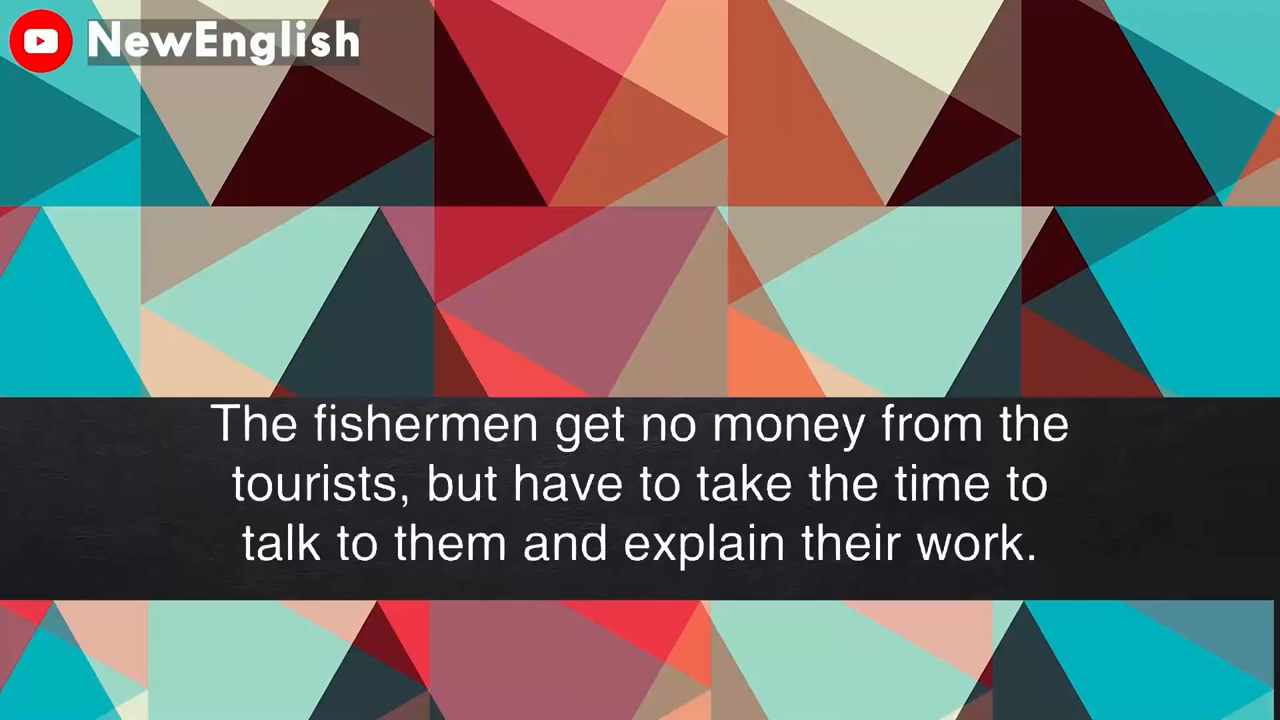 NewEnglish
The fishermen get no money from the
tourists, but have to take the time to
talk to them and explain their work.